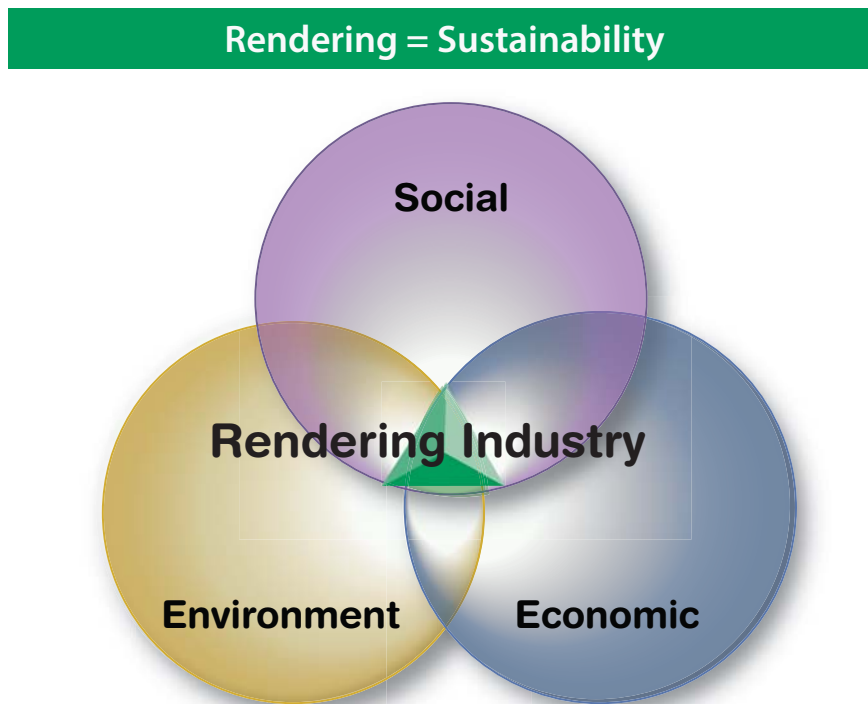 Rendering = Sustainability
Social
Rendering Industry
Environment
Economic